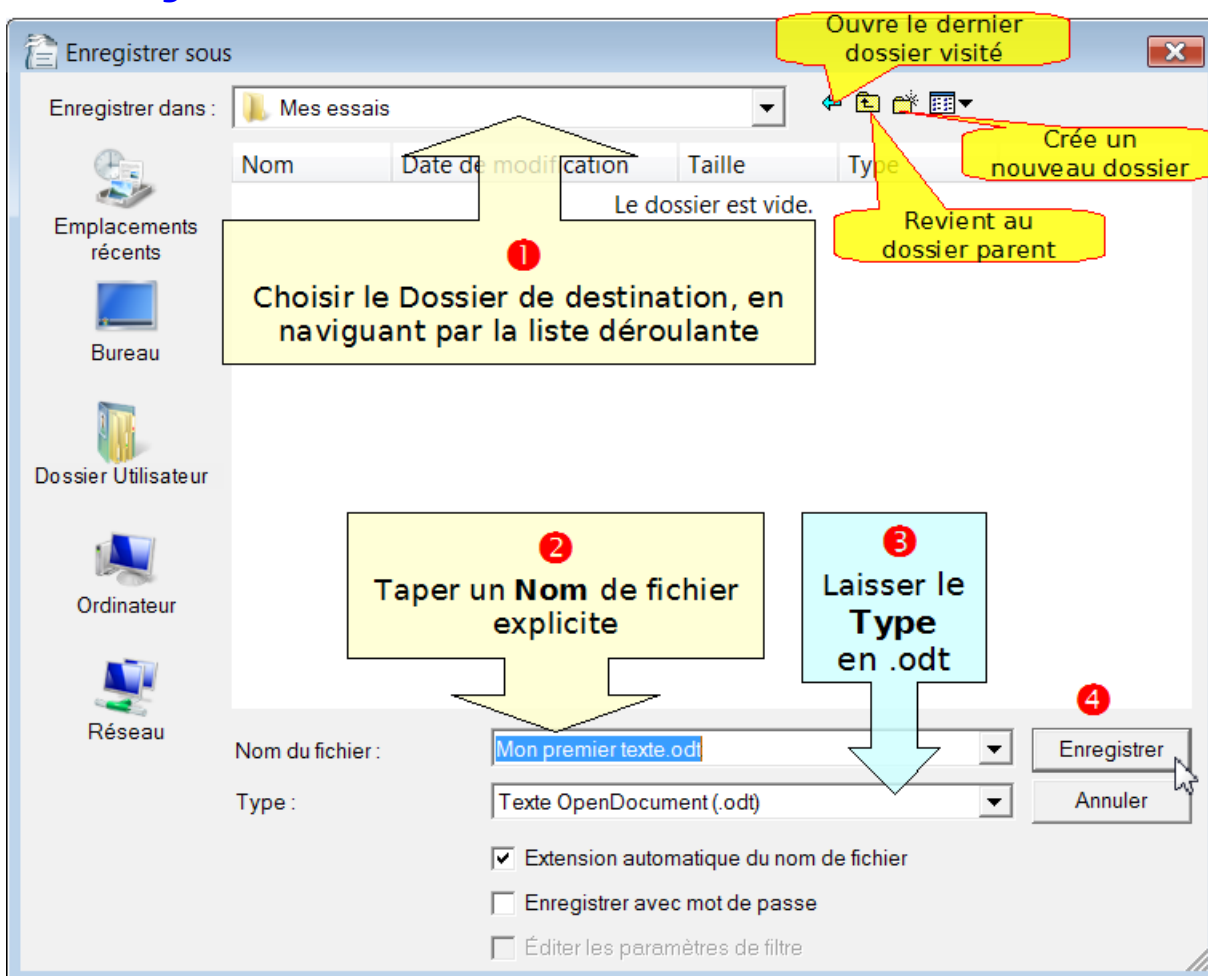 Ouvre le dernier
dossier visité
Enregistrer sous
Enregistrer dans :
Mes essais
Crée un
nouveau dossier
Nom Date de modification Taille Type
Le dossier est vide.
Revient au
dossier parent
Emplacements
récents
1
Choisir le Dossier de destination, en
naviguant par la liste déroulante
Bureau
Dossier Utilisateur
2
Taper un Nom de fichier
explicite
3
Laisser le
Type
en .odt
Ordinateur
Réseau
4
Nom du fichier :
Mon premier texte.odt
Enregistrer
Type :
Texte OpenDocument (.odt)
Annuler
Extension automatique du nom de fichier
Enregistrer avec mot de passe
Éditer les paramètres de filtre